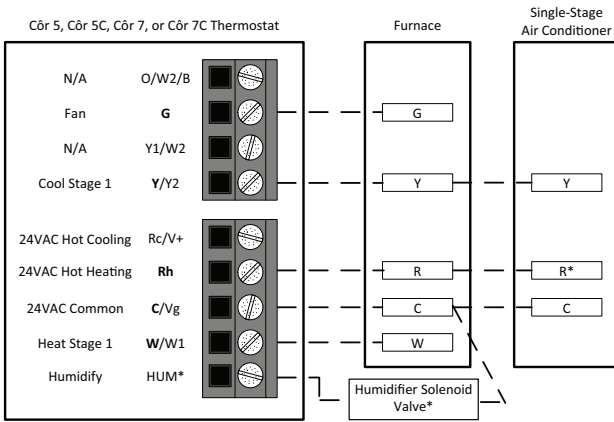 Côr 5, Côr 5C, Côr 7, or Côr 7C Thermostat
Furnace
Single-Stage
Air Conditioner
N/A O/W2/B
Fan G G
N/A Y1/W2
Cool Stage 1 Y/Y2 Y Y
24VAC Hot Cooling Rc/V+
24VAC Hot Heating Rh R R*
24VAC Common C/Vg C C
Heat Stage 1 W/W1 W
Humidify HUM*
Humidifier Solenoid
Valve*